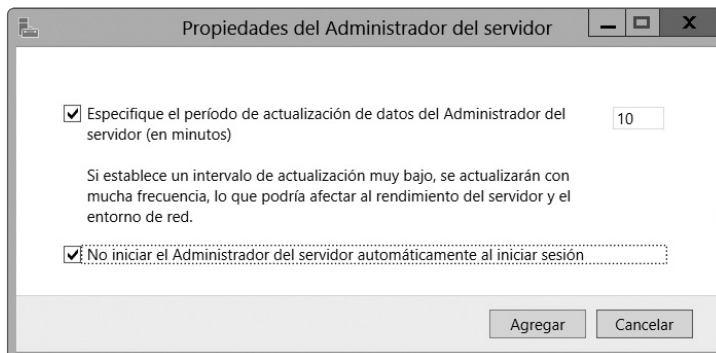 Propiedades del Administrador del servidor
Especifique el período de actualización de datos del Administrador del
servidor (en minutos)
10
Si establece un intervalo de actualización muy bajo, se actualizarán con
mucha frecuencia, lo que podría afectar al rendimiento del servidor y el
entorno de red.
No iniciar el Administrador del servidor automáticamente al iniciar sesión
Agregar
Cancelar